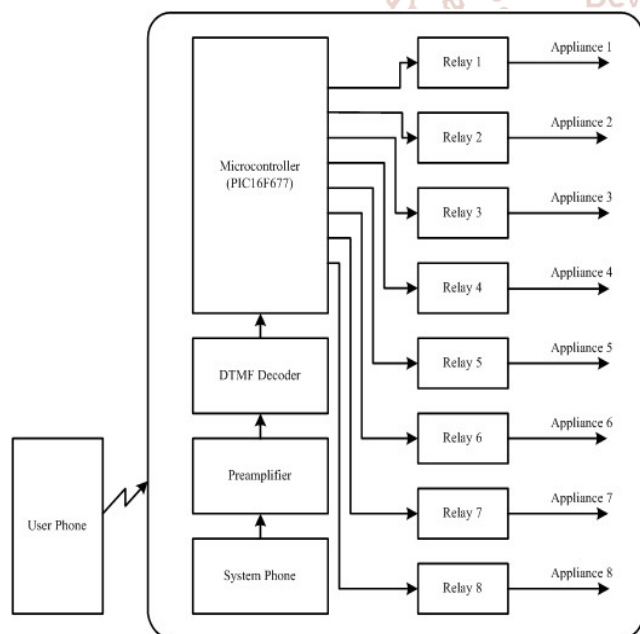 Dev
Relay 1
Appliance 1
Relay 2
Appliance 2
Microcontroller
(PIC16F677)
Relay 3
Appliance 3
Relay 4
Appliance 4
DTMF Decoder
Relay 5
Appliance 5
Relay 6
Appliance 6
Preamplifier
User Phone
Relay 7
Appliance 7
System Phone
Relay 8
Appliance 8